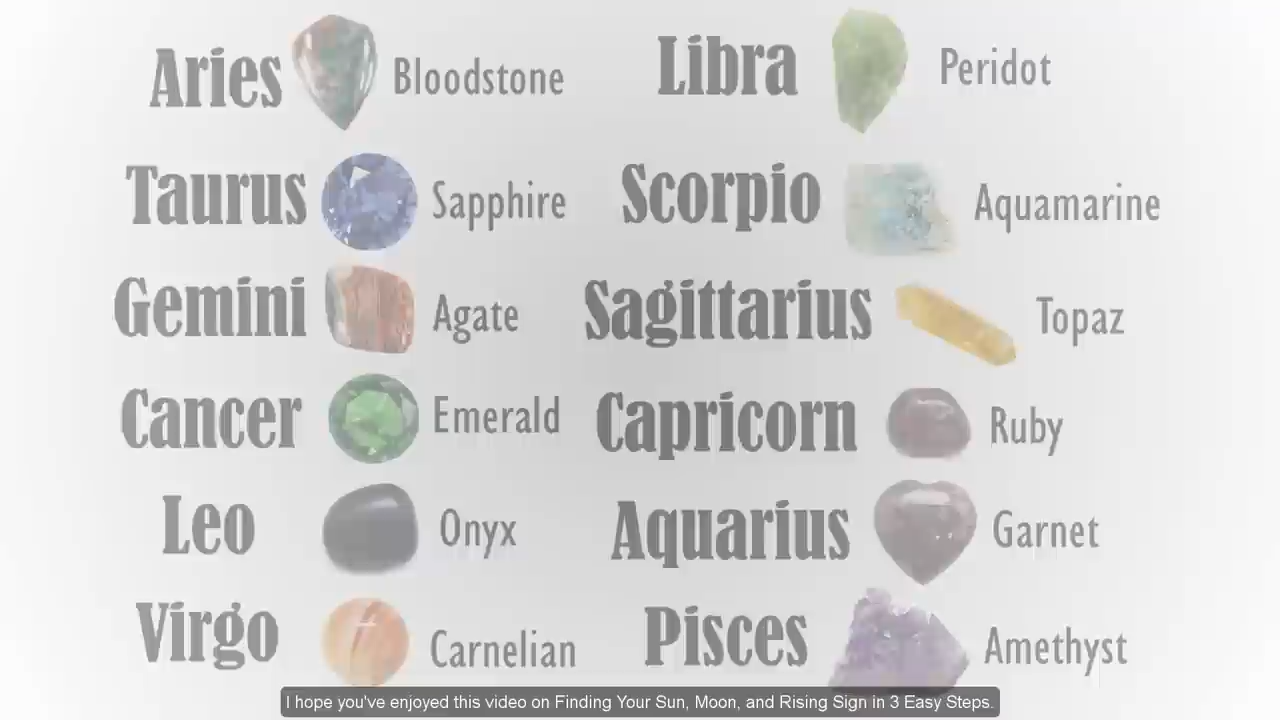 Aries Bloodstone
Taurus Sapphire
Gemini Agate
Cancer Emerald
Leo Onyx
Virgo Carnelian
Libra Peridot
Scorpio Aquamarine
Sagittarius Topaz
Capricorn Ruby
Aquarius Garnet
Pisces Amethyst
I hope you've enjoyed this video on Finding Your Sun, Moon, and Rising Sign in 3 Easy Steps.